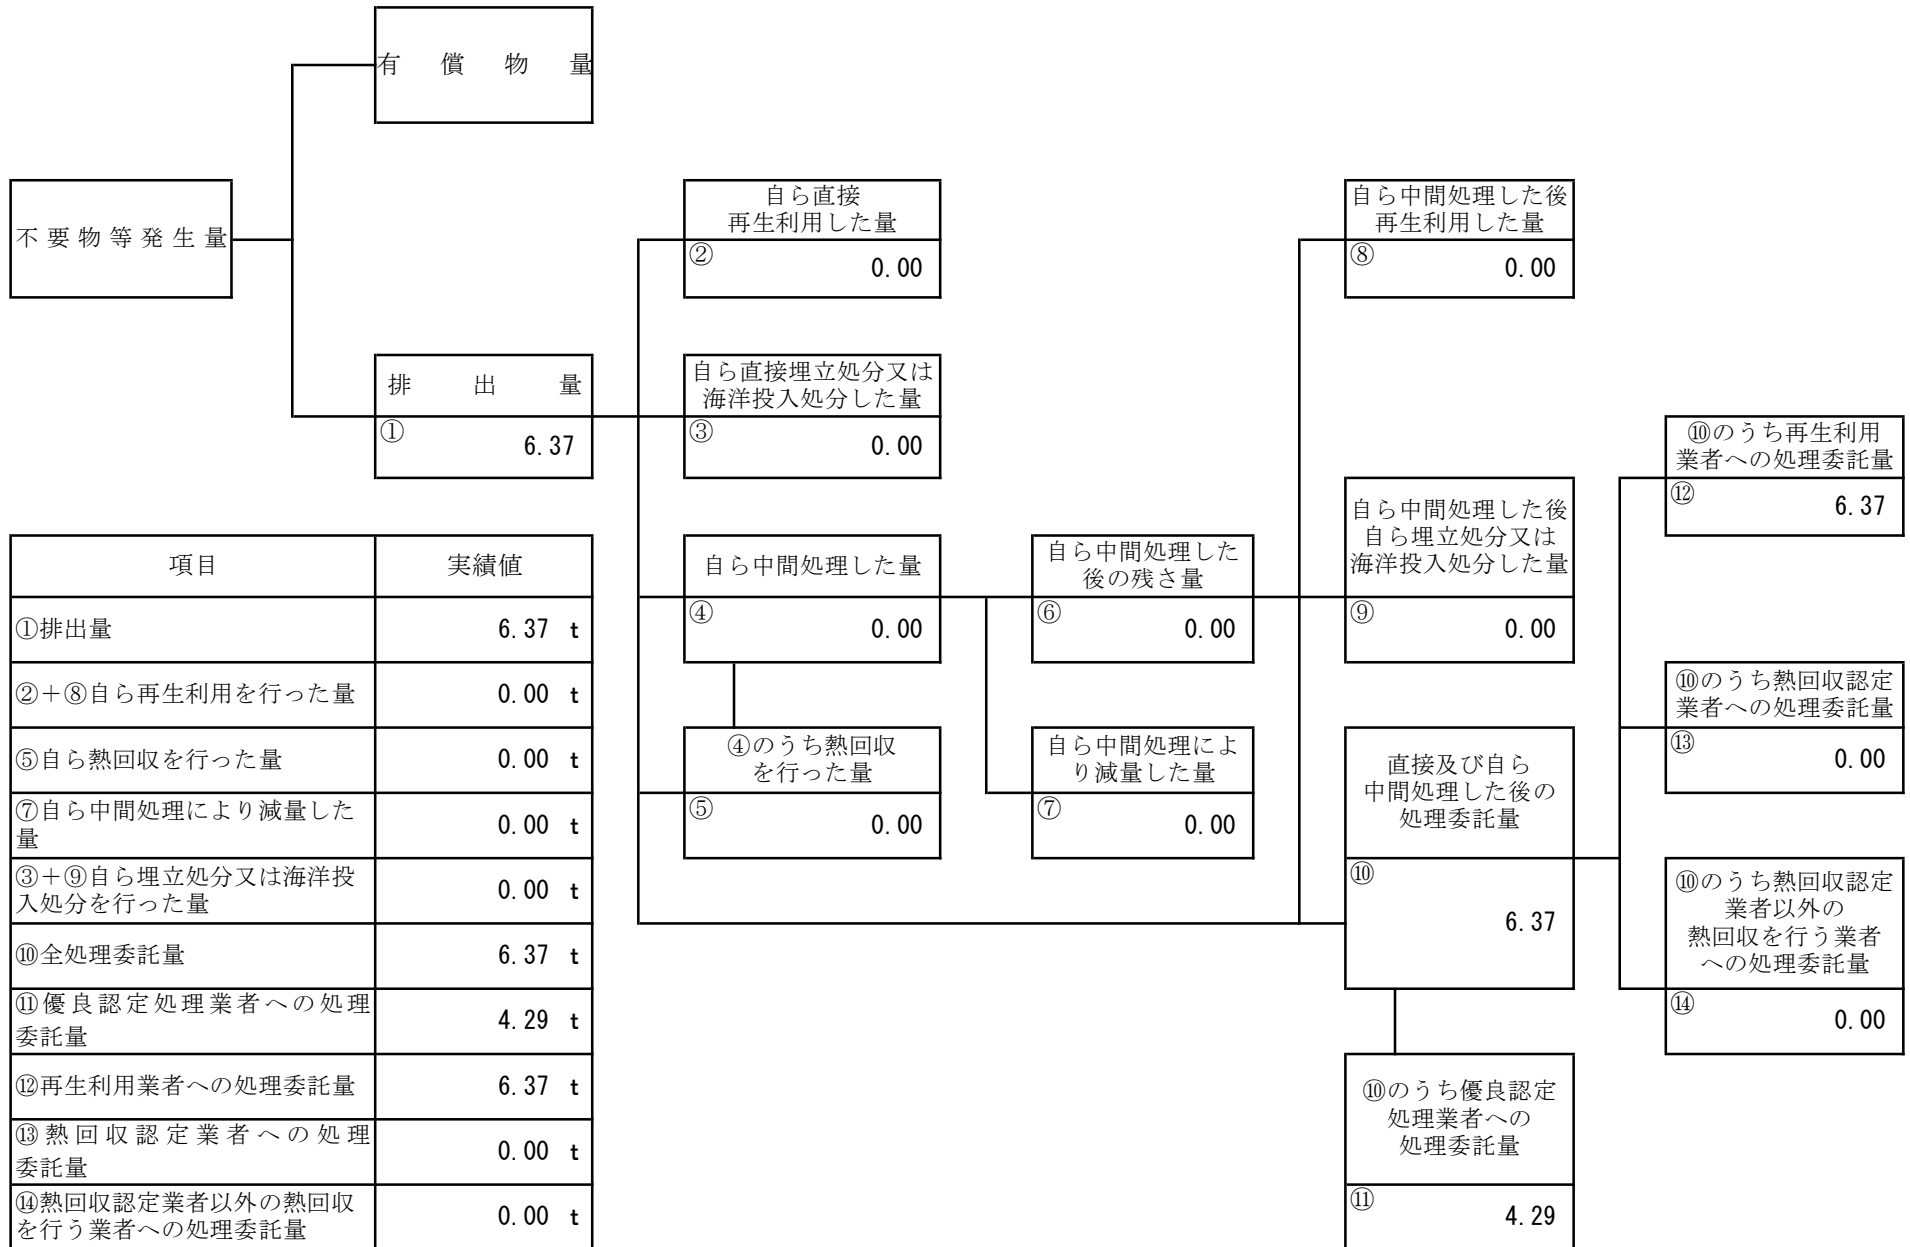 有償物量
不要物等発生量
自ら直接
再生利用した量
②
0.00
自ら中間処理した後
再生利用した量
⑧
0.00
排出量
①
6.37
自ら直接埋立処分又は
海洋投入処分した量
③
0.00
⑩のうち再生利用
業者への処理委託量
⑫
6.37
自ら中間処理した量
④
0.00
自ら中間処理した
後の残さ量
⑥
0.00
自ら中間処理した後
自ら埋立処分又は
海洋投入処分した量
⑨
0.00
④のうち熱回収
を行った量
⑤
0.00
自ら中間処理によ
り減量した量
⑦
0.00
直接及び自ら
中間処理した後の
処理委託量
⑩
6.37
⑩のうち熱回収認定
業者への処理委託量
⑬
0.00
⑩のうち熱回収認定
業者以外の
熱回収を行う業者
への処理委託量
⑭
0.00
⑩のうち優良認定
処理業者への
処理委託量
⑪
4.29
項目 実績値
①排出量 6.37 t
②+⑧自ら再生利用を行った量 0.00 t
⑤自ら熱回収を行った量 0.00 t
⑦自ら中間処理により減量した
量 0.00 t
③+⑨自ら埋立処分又は海洋投
入処分を行った量 0.00 t
⑩全処理委託量 6.37 t
⑪優良認定処理業者への処理
委託量 4.29 t
⑫再生利用業者への処理委託量 6.37 t
⑬熱回収認定業者への処理
委託量 0.00 t
⑭熱回収認定業者以外の熱回収
を行う業者への処理委託量 0.00 t